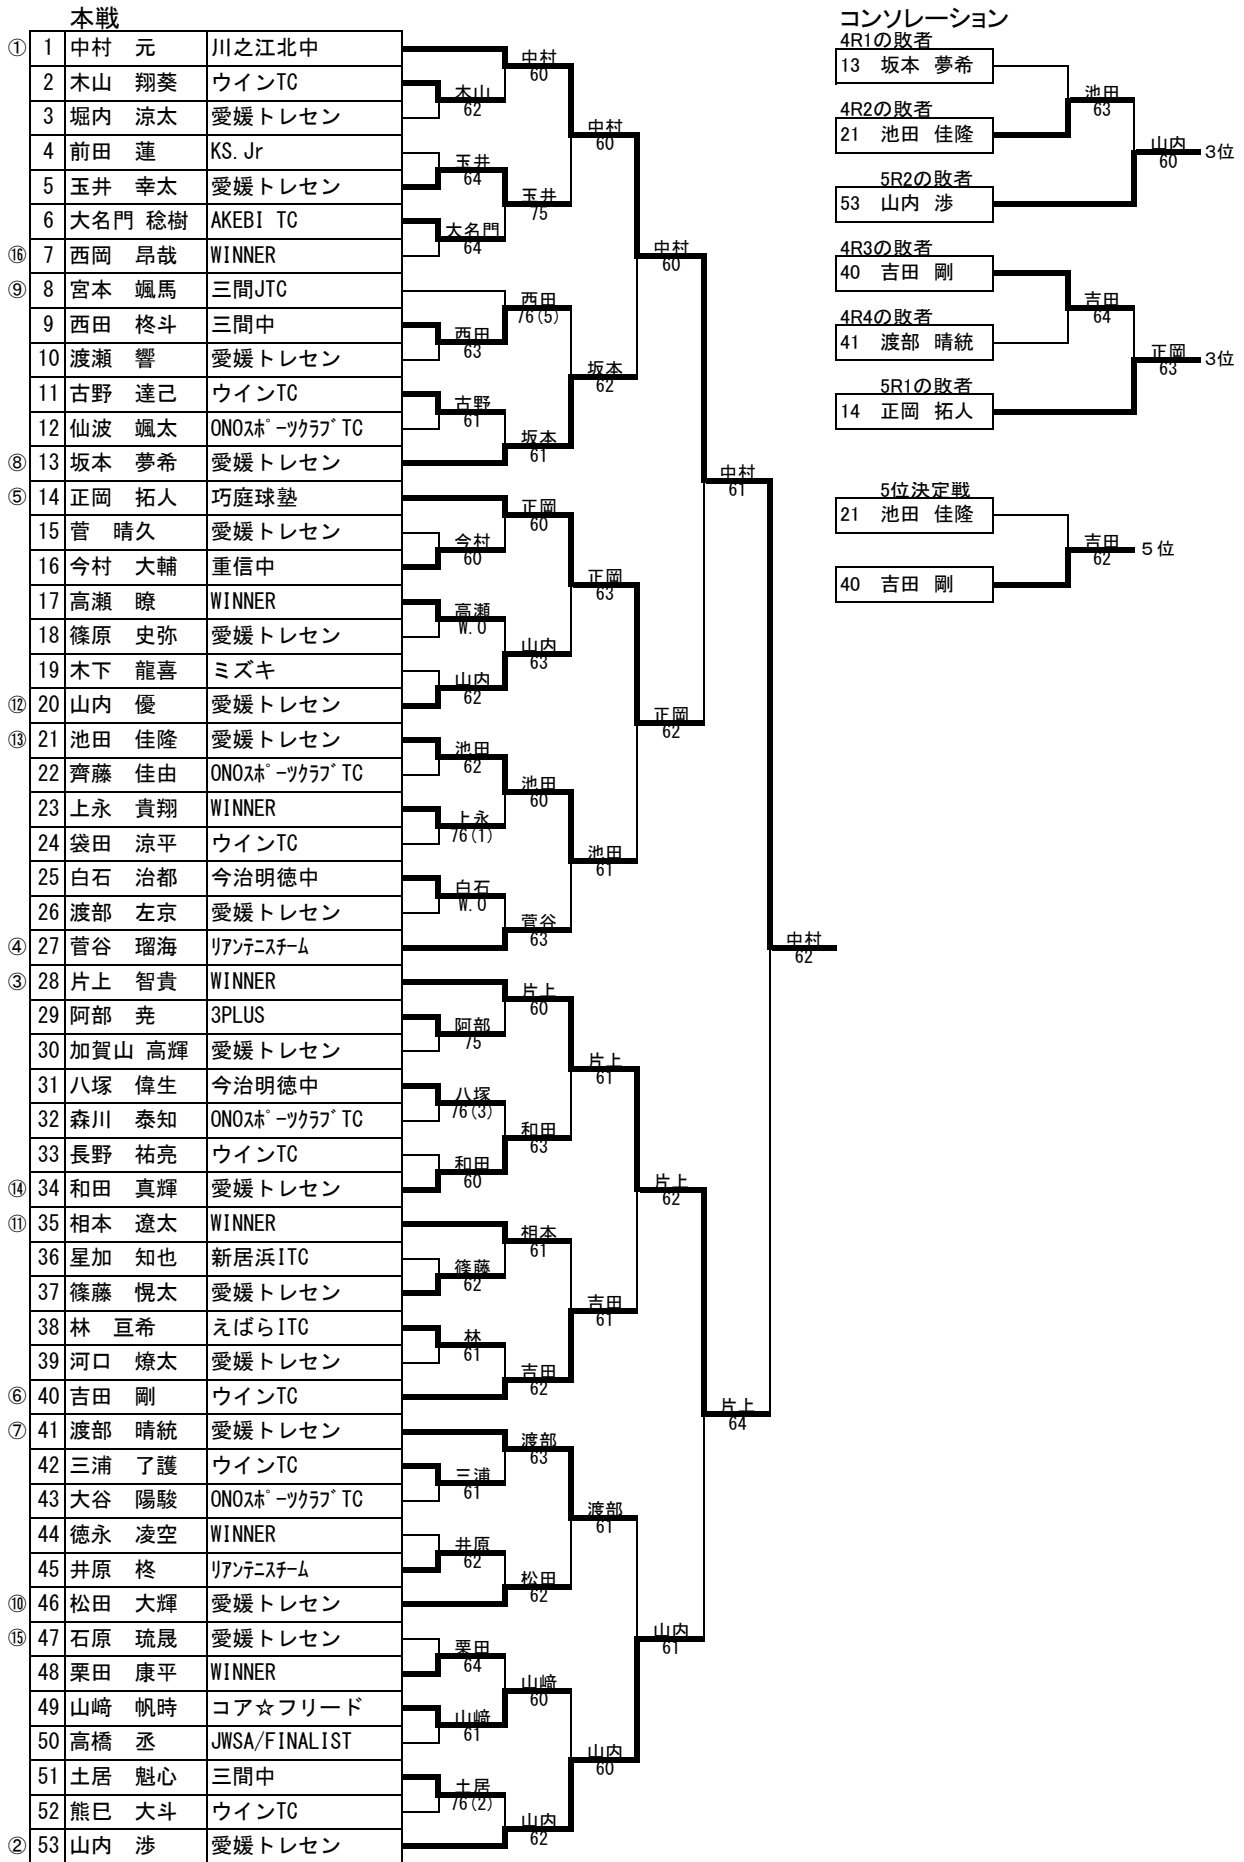 本戦
① 1 中村 元 川之江北中
2 木山 翔葵 ウインTC
3 堀内 涼太 愛媛トレセン
4 前田 蓮 KS.Jr
5 玉井 幸太 愛媛トレセン
6 大名門 稔樹 AKEBI TC
⑯ 7 西岡 昂哉 WINNER
⑨ 8 宮本 颯馬 三間JTC
9 西田 柊斗 三間中
10 渡瀬 響 愛媛トレセン
11 古野 達己 ウインTC
12 仙波 颯太 ONOスポーツクラブTC
⑧ 13 坂本 夢希 愛媛トレセン
⑤ 14 正岡 拓人 巧庭球塾
15 菅 晴久 愛媛トレセン
16 今村 大輔 重信中
17 高瀬 瞭 WINNER
18 篠原 史弥 愛媛トレセン
19 木下 龍喜 ミズキ
⑫ 20 山内 優 愛媛トレセン
⑬ 21 池田 佳隆 愛媛トレセン
22 齊藤 佳由 ONOスポーツクラブTC
23 上永 貴翔 WINNER
24 袋田 涼平 ウインTC
25 白石 治都 今治明徳中
26 渡部 左京 愛媛トレセン
④ 27 菅谷 瑠海 リアンテニスチーム
③ 28 片上 智貴 WINNER
29 阿部 尭 3PLUS
30 加賀山 高輝 愛媛トレセン
31 八塚 偉生 今治明徳中
32 森川 泰知 ONOスポーツクラブTC
33 長野 祐亮 ウインTC
⑭ 34 和田 真輝 愛媛トレセン
⑪ 35 相本 遼太 WINNER
36 星加 知也 新居浜ITC
37 篠藤 愰太 愛媛トレセン
38 林 亘希 えばらITC
39 河口 燎太 愛媛トレセン
⑥ 40 吉田 剛 ウインTC
⑦ 41 渡部 晴統 愛媛トレセン
42 三浦 了護 ウインTC
43 大谷 陽駿 ONOスポーツクラブTC
44 徳永 凌空 WINNER
45 井原 柊 リアンテニスチーム
⑩ 46 松田 大輝 愛媛トレセン
⑮ 47 石原 琉晟 愛媛トレセン
48 栗田 康平 WINNER
49 山﨑 帆時 コア☆フリード
50 高橋 丞 JWSA/FINALIST
51 土居 魁心 三間中
52 熊巳 大斗 ウインTC
② 53 山内 渉 愛媛トレセン
木山
62
玉井
64
大名門
64
西田
63
古野
61
今村
60
高瀬
W.O
山内
62
池田
62
上永
76(1)
白石
W.O
阿部
75
八塚
76(3)
和田
60
篠藤
62
林
61
三浦
61
井原
62
栗田
64
山﨑
61
土居
76(2)
中村
60
玉井
75
西田
76(5)
坂本
61
正岡
60
山内
63
池田
60
菅谷
63
片上
60
和田
63
相本
61
吉田
62
渡部
63
松田
62
山﨑
60
山内
62
中村
60
坂本
62
正岡
63
池田
61
片上
61
吉田
61
渡部
61
山内
60
中村
60
正岡
62
片上
62
山内
61
中村
61
片上
64
中村
62
コンソレーション
4R1の敗者
13 坂本 夢希
池田
63
4R2の敗者
21 池田 佳隆
山内
60
3位
5R2の敗者
53 山内 渉
4R3の敗者
40 吉田 剛
吉田
64
4R4の敗者
41 渡部 晴統
正岡
63
3位
5R1の敗者
14 正岡 拓人
5位決定戦
21 池田 佳隆
吉田
62
5位
40 吉田 剛